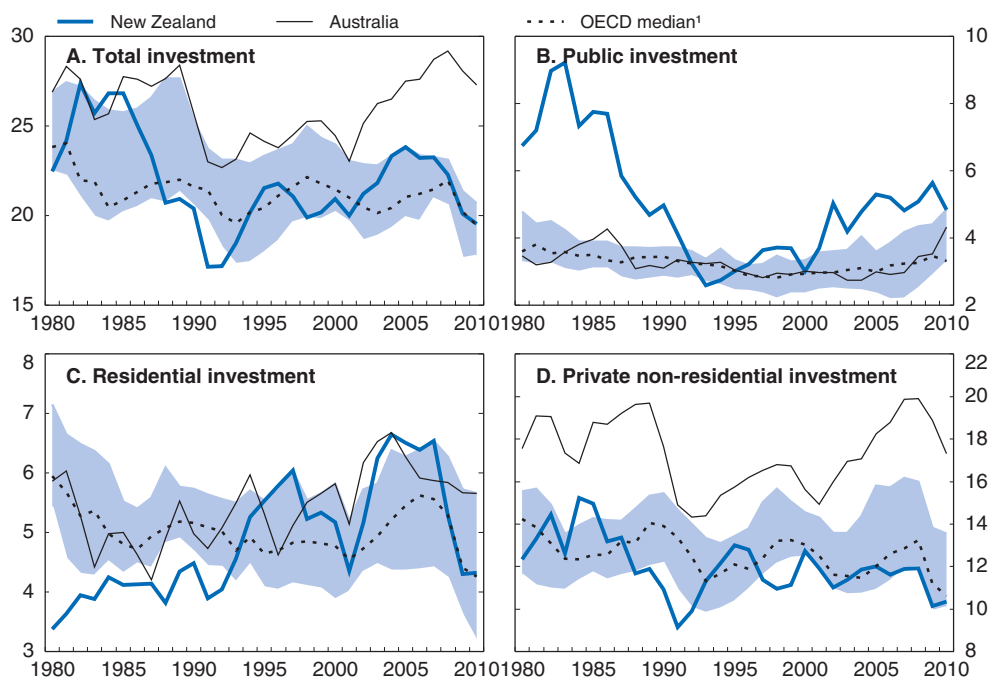 New Zealand Australia OECD median¹
A. Total investment
30
25
20
15
1980 1985 1990 1995 2000 2005 2010
B. Public investment
10
8
6
4
2
1980 1985 1990 1995 2000 2005 2010
C. Residential investment
8
7
6
5
4
3
1980 1985 1990 1995 2000 2005 2010
D. Private non-residential investment
22
20
18
16
14
12
10
8
1980 1985 1990 1995 2000 2005 2010